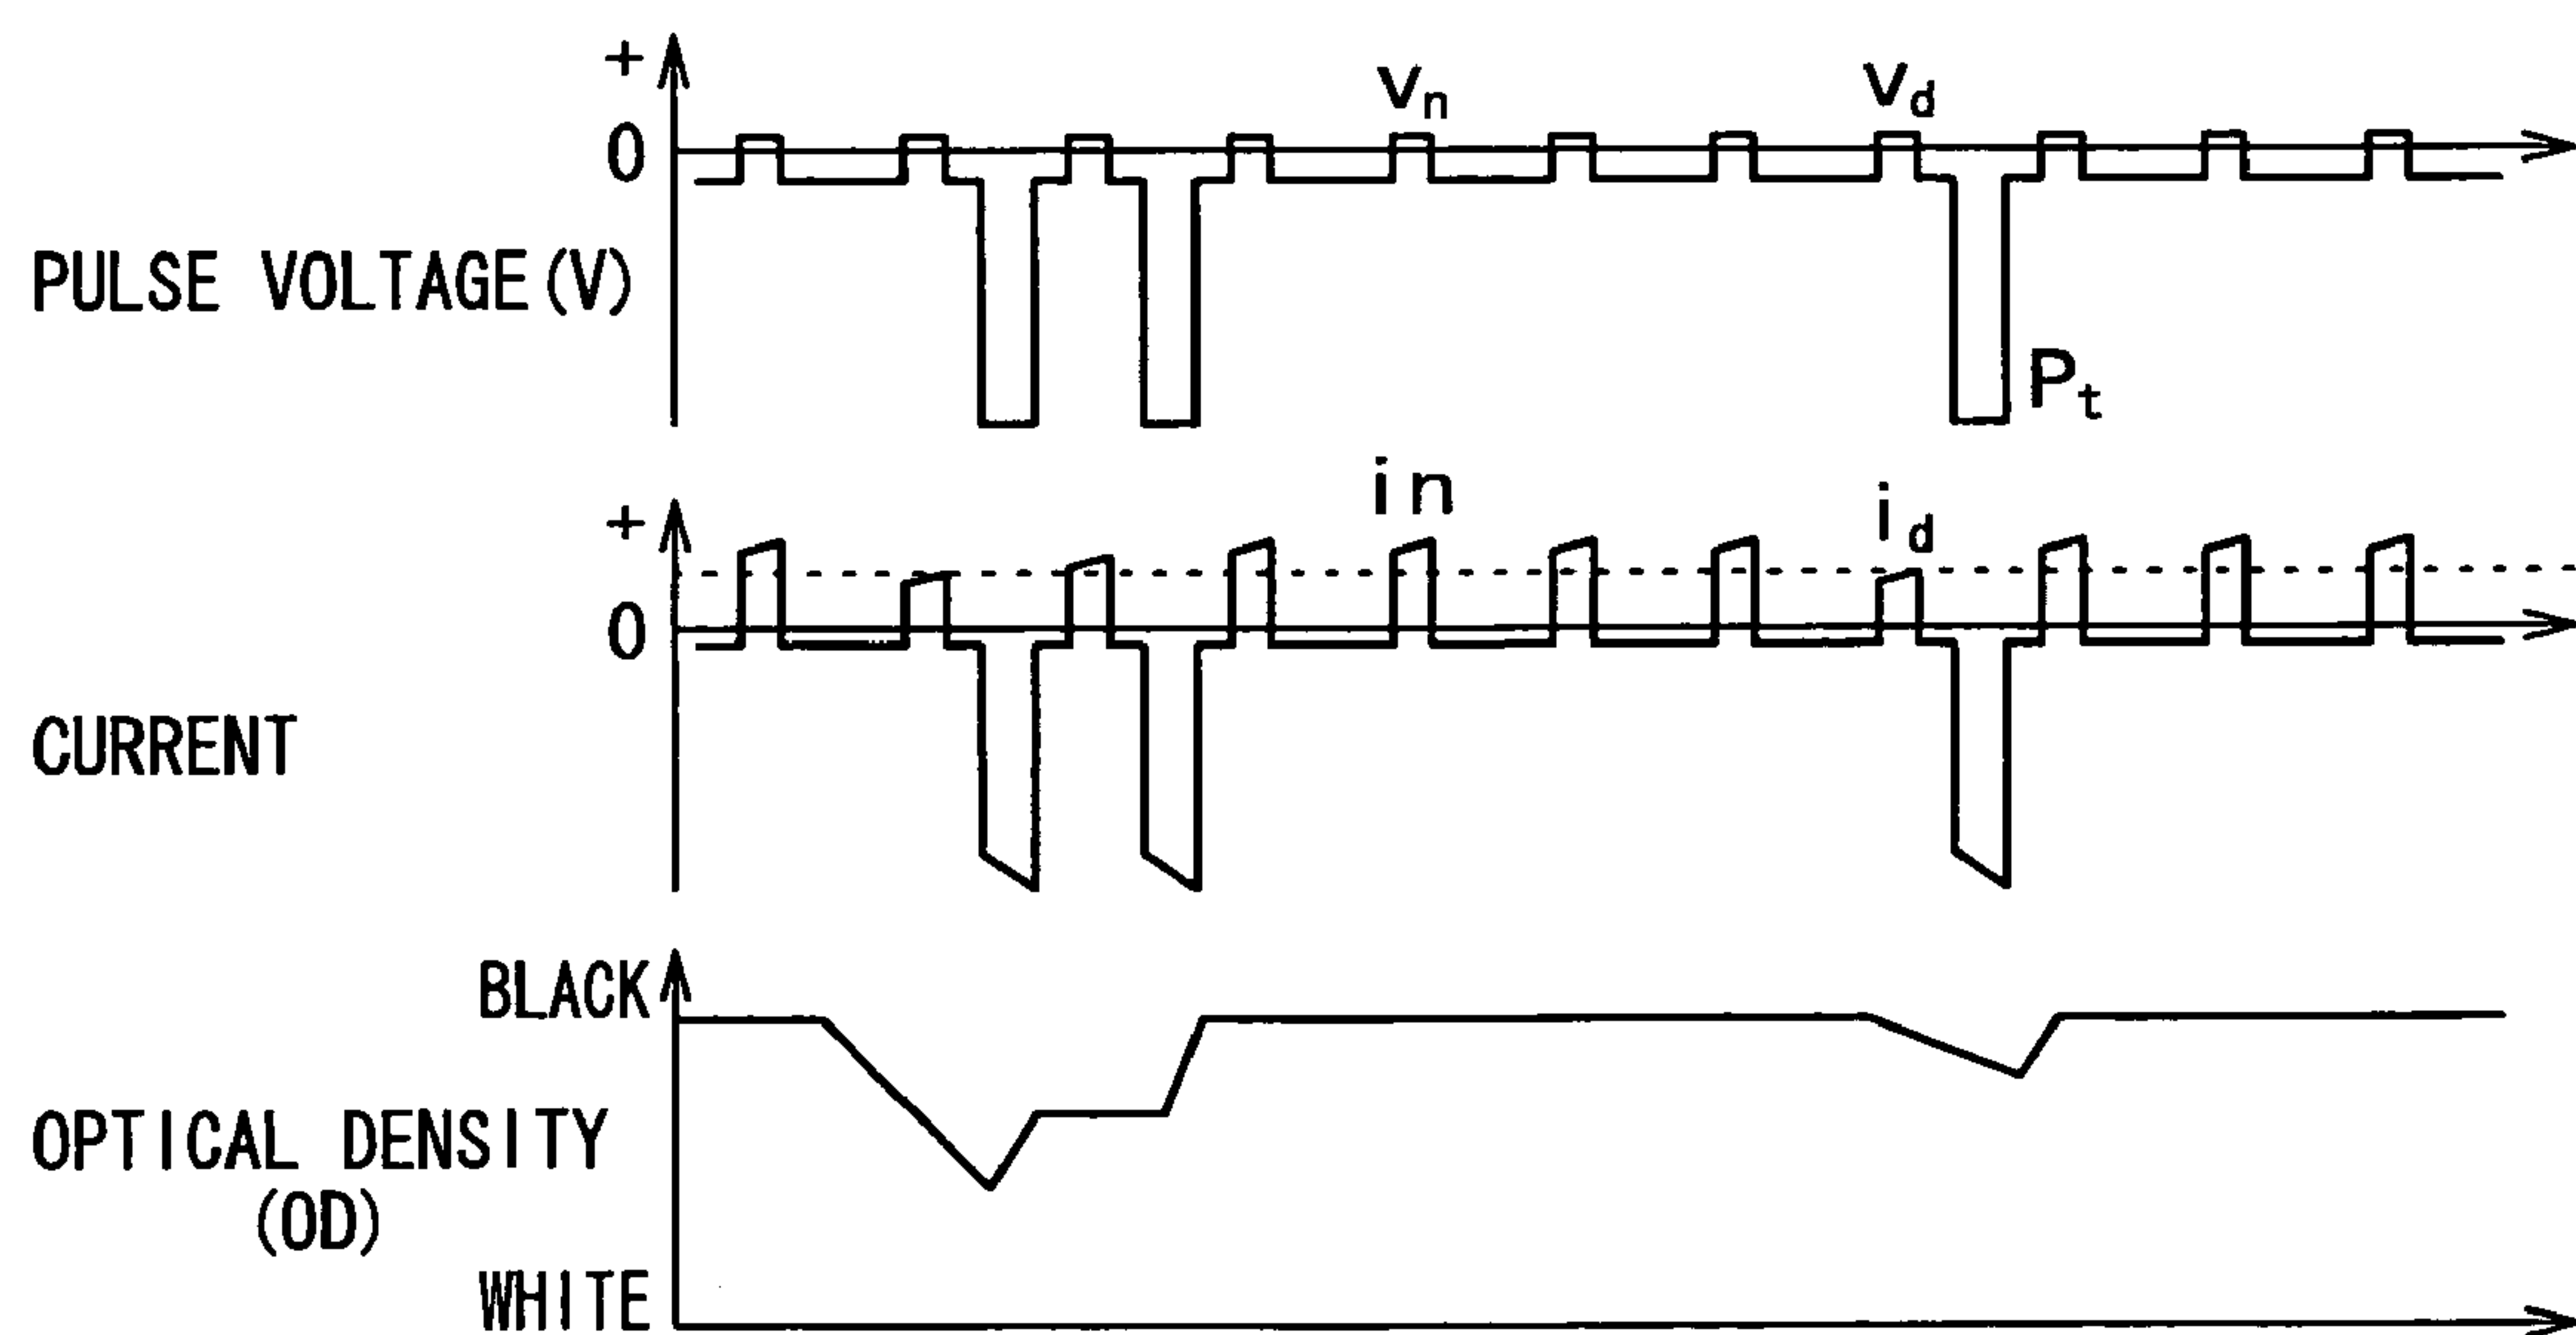 +
0
PULSE VOLTAGE(V)
Vn
Vd
Pt
+
0
CURRENT
in
id
BLACK
OPTICAL DENSITY
(OD)
WHITE